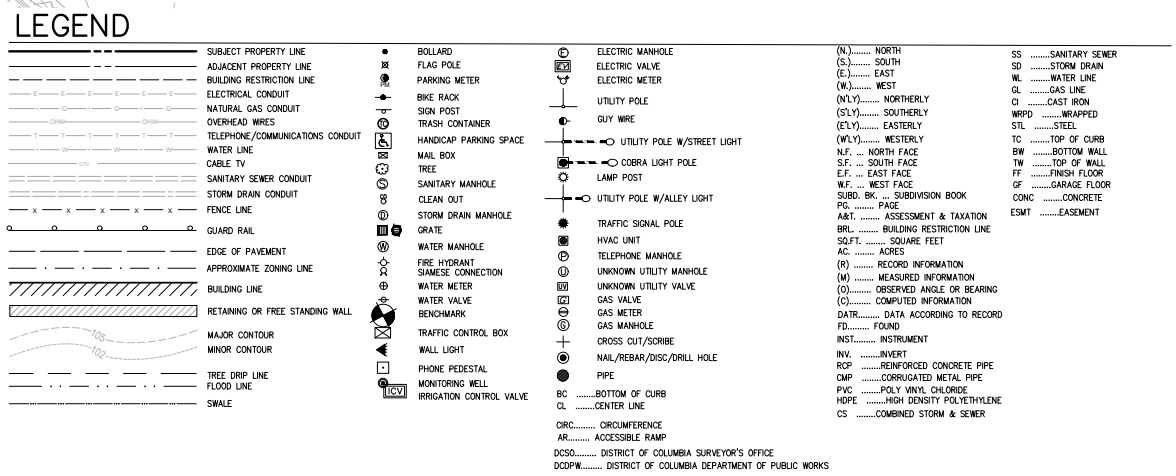 LEGEND
SUBJECT PROPERTY LINE
ADJACENT PROPERTY LINE
BUILDING RESTRICTION LINE
E E E E E ELECTRICAL CONDUIT
G G G NATURAL GAS CONDUIT
OHW OHW OVERHEAD WIRES
T T T T T TELEPHONE/COMMUNICATIONS CONDUIT
W W W WATER LINE
CTV CABLE TV
SANITARY SEWER CONDUIT
STORM DRAIN CONDUIT
X X X X X FENCE LINE
GUARD RAIL
EDGE OF PAVEMENT
APPROXIMATE ZONING LINE
BUILDING LINE
RETAINING OR FREE STANDING WALL
105 MAJOR CONTOUR
102 MINOR CONTOUR
TREE DRIP LINE
FLOOD LINE
SWALE
BOLLARD
FLAG POLE
PM PARKING METER
BIKE RACK
SIGN POST
TC TRASH CONTAINER
HANDICAP PARKING SPACE
MAIL BOX
TREE
S SANITARY MANHOLE
CLEAN OUT
D STORM DRAIN MANHOLE
GRATE
W WATER MANHOLE
FIRE HYDRANT
SIAMESE CONNECTION
WATER METER
WATER VALVE
BENCHMARK
TRAFFIC CONTROL BOX
WALL LIGHT
PHONE PEDESTAL
MONITORING WELL
ICV IRRIGATION CONTROL VALVE
E ELECTRIC MANHOLE
EV ELECTRIC VALVE
ELECTRIC METER
UTILITY POLE
GUY WIRE
UTILITY POLE W/STREET LIGHT
COBRA LIGHT POLE
LAMP POST
UTILITY POLE W/ALLEY LIGHT
TRAFFIC SIGNAL POLE
HVAC UNIT
P TELEPHONE MANHOLE
U UNKNOWN UTILITY MANHOLE
UV UNKNOWN UTILITY VALVE
GAS VALVE
GAS METER
G GAS MANHOLE
CROSS CUT/SCRIBE
NAIL/REBAR/DISC/DRILL HOLE
PIPE
BC ........BOTTOM OF CURB
CL ........CENTER LINE
CIRC......... CIRCUMFERENCE
AR......... ACCESSIBLE RAMP
DCSO......... DISTRICT OF COLUMBIA SURVEYOR'S OFFICE
DCDPW......... DISTRICT OF COLUMBIA DEPARTMENT OF PUBLIC WORKS
(N.)........ NORTH
(S.)........ SOUTH
(E.)........ EAST
(W.)........ WEST
(N'LY)........ NORTHERLY
(S'LY)........ SOUTHERLY
(E'LY)........ EASTERLY
(W'LY)........ WESTERLY
N.F. ... NORTH FACE
S.F. ... SOUTH FACE
E.F. ... EAST FACE
W.F. ... WEST FACE
SUBD. BK. ... SUBDIVISION BOOK
PG. ........ PAGE
A&T. ........ ASSESSMENT & TAXATION
BRL. ........ BUILDING RESTRICTION LINE
SQ.FT. ........ SQUARE FEET
AC. ........ ACRES
(R) ........ RECORD INFORMATION
(M) ........ MEASURED INFORMATION
(O)........ OBSERVED ANGLE OR BEARING
(C)........ COMPUTED INFORMATION
DATR......... DATA ACCORDING TO RECORD
FD......... FOUND
INST......... INSTRUMENT
INV. ........INVERT
RCP ........REINFORCED CONCRETE PIPE
CMP ........CORRUGATED METAL PIPE
PVC ........POLY VINYL CHLORIDE
HDPE ........HIGH DENSITY POLYETHYLENE
CS ........COMBINED STORM & SEWER
SS ........SANITARY SEWER
SD ........STORM DRAIN
WL ........WATER LINE
GL ........GAS LINE
CI ........CAST IRON
WRPD ........WRAPPED
STL ........STEEL
TC ........TOP OF CURB
BW ........BOTTOM WALL
TW ........TOP OF WALL
FF ........FINISH FLOOR
GF ........GARAGE FLOOR
CONC ........CONCRETE
ESMT ........EASEMENT